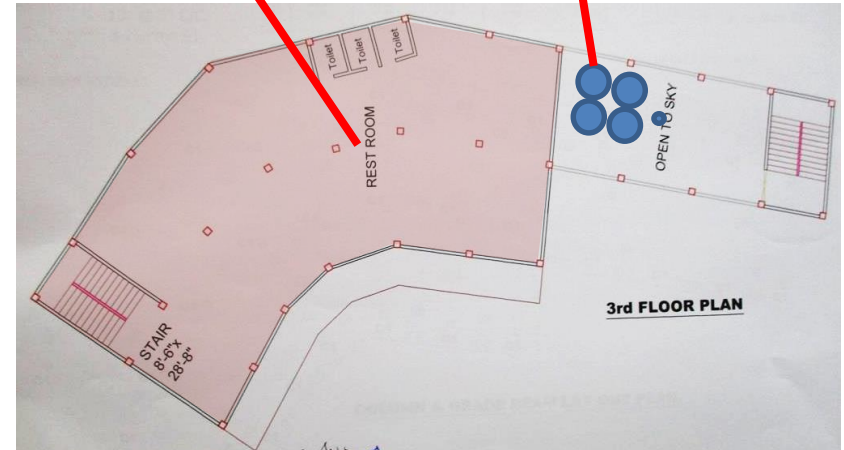 Toilet
Toilet
Toilet
REST ROOM
OPEN TO SKY
STAIR
8'-6"x
28'-8"
3rd FLOOR PLAN